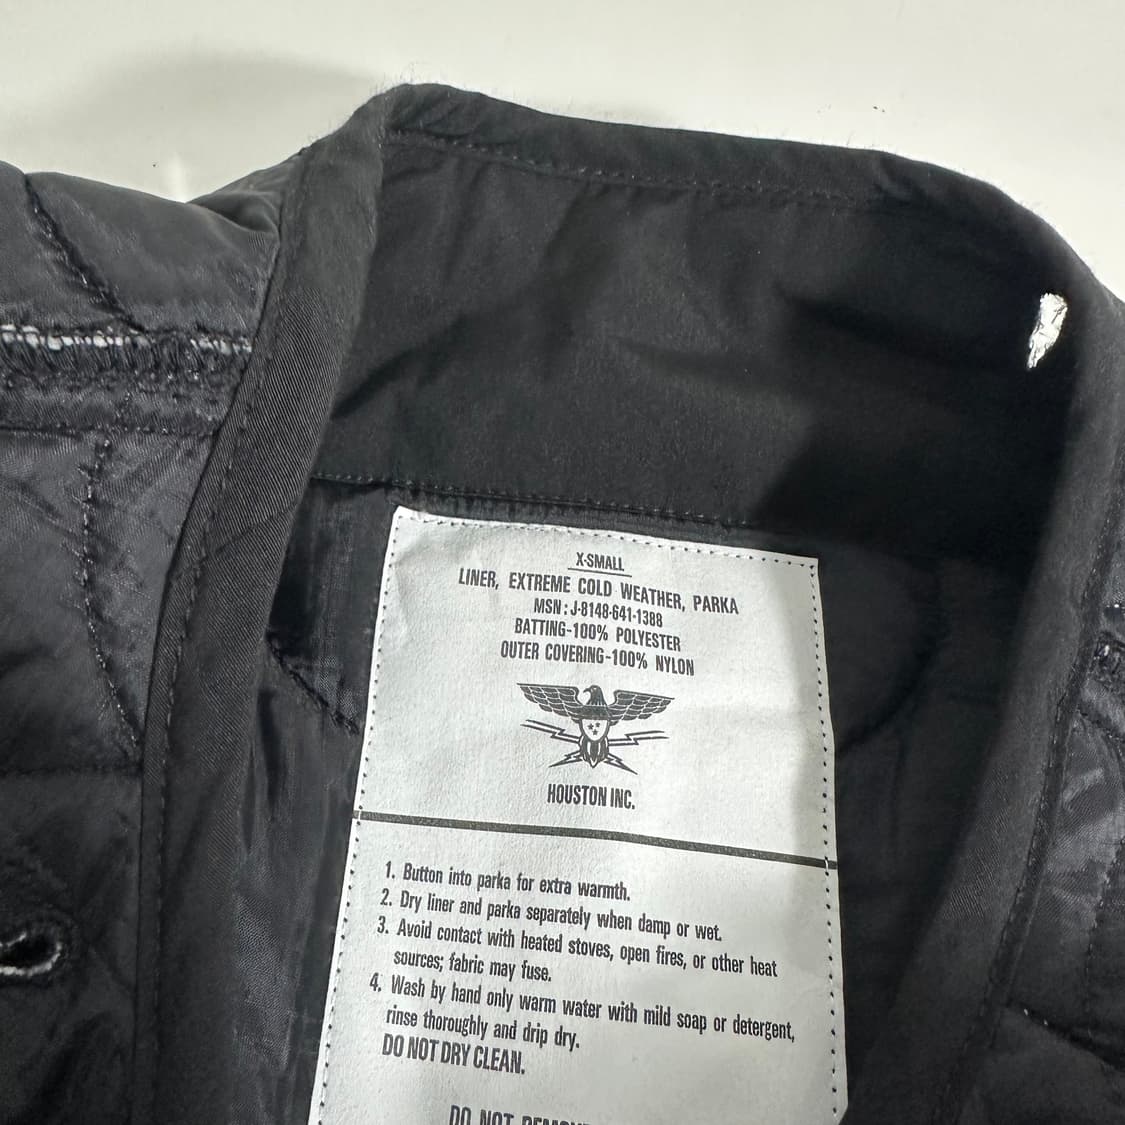 X-SMALL
LINER, EXTREME COLD WEATHER, PARKA
MSN : J-8148-641-1388
BATTING-100% POLYESTER
OUTER COVERING-100% NYLON
HOUSTON INC.
1. Button into parka for extra warmth.
2. Dry liner and parka separately when damp or wet.
3. Avoid contact with heated stoves, open fires, or other heat
sources; fabric may fuse.
4. Wash by hand only warm water with mild soap or detergent,
rinse thoroughly and drip dry.
DO NOT DRY CLEAN.
DO NOT